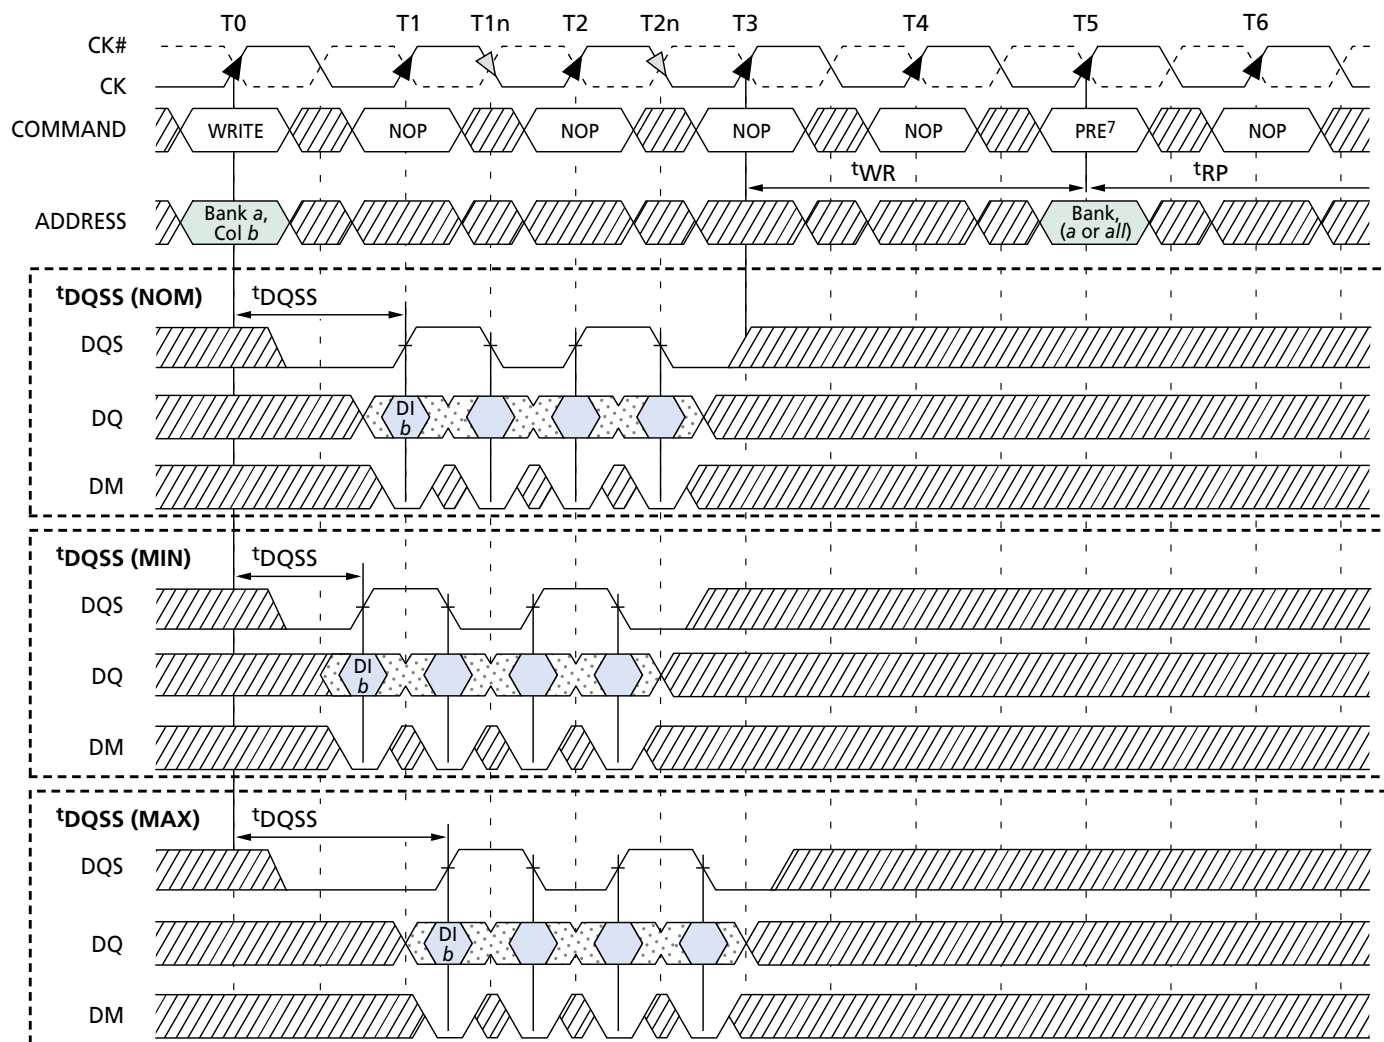 T0 T1 T1n T2 T2n T3 T4 T5 T6
CK#
CK
COMMAND WRITE NOP NOP NOP NOP PRE7 NOP
tWR tRP
ADDRESS Bank a, Col b Bank, (a or all)
tDQSS (NOM) tDQSS
DQS
DQ DI b
DM
tDQSS (MIN) tDQSS
DQS
DQ DI b
DM
tDQSS (MAX) tDQSS
DQS
DQ DI b
DM